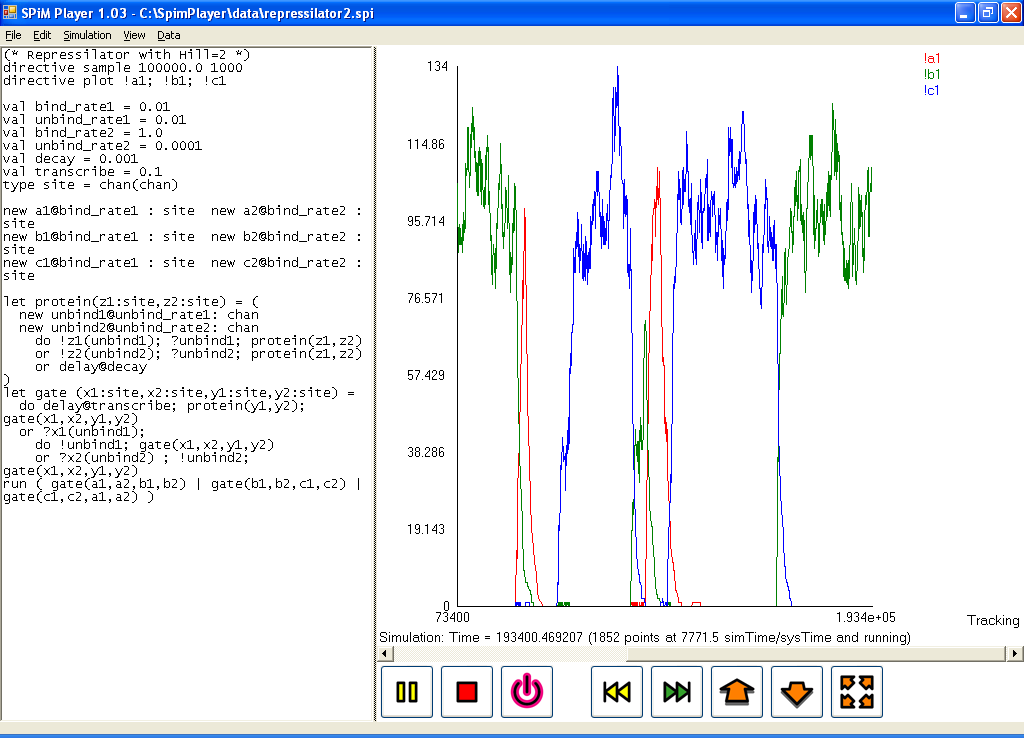 SPiM Player 1.03 - C:\SpimPlayer\data\repressilator2.spi
File Edit Simulation View Data
(* Repressilator with Hill=2 *)
directive sample 100000.0 1000
directive plot !a1; !b1; !c1
val bind_rate1 = 0.01
val unbind_rate1 = 0.01
val bind_rate2 = 1.0
val unbind_rate2 = 0.0001
val decay = 0.001
val transcribe = 0.1
type site = chan(chan)
new a1@bind_rate1 : site  new a2@bind_rate2 :
site
new b1@bind_rate1 : site  new b2@bind_rate2 :
site
new c1@bind_rate1 : site  new c2@bind_rate2 :
site
let protein(z1:site,z2:site) = (
  new unbind1@unbind_rate1: chan
  new unbind2@unbind_rate2: chan
    do !z1(unbind1); ?unbind1; protein(z1,z2)
    or !z2(unbind2); ?unbind2; protein(z1,z2)
    or delay@decay
)
let gate (x1:site,x2:site,y1:site,y2:site) =
  do delay@transcribe; protein(y1,y2);
gate(x1,x2,y1,y2)
  or ?x1(unbind1);
    do !unbind1; gate(x1,x2,y1,y2)
    or ?x2(unbind2) ; !unbind2;
gate(x1,x2,y1,y2)
run ( gate(a1,a2,b1,b2) | gate(b1,b2,c1,c2) |
gate(c1,c2,a1,a2) )
!a1
!b1
!c1
134
114.86
95.714
76.571
57.429
38.286
19.143
0
73400 1.934e+05
Tracking
Simulation: Time = 193400.469207 (1852 points at 7771.5 simTime/sysTime and running)